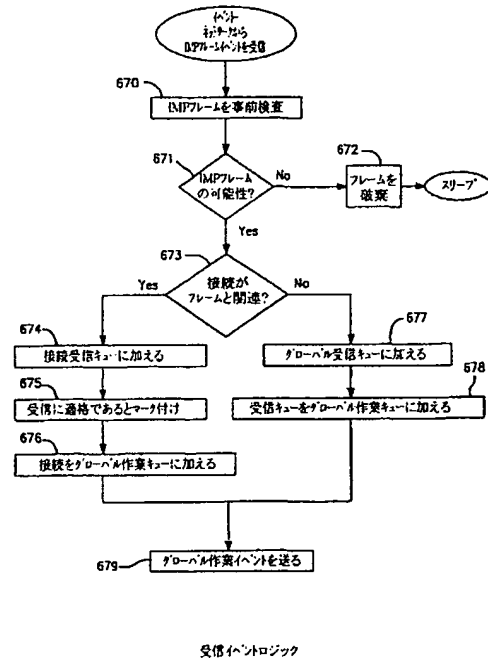 イベント
ネットワークから
IMPフレームイベントを受信
670
IMPフレームを事前検査
671
IMPフレーム
の可能性?
No
672
フレームを
破棄
スリープ
Yes
673
接続が
フレームと関連?
Yes
No
674
接続受信キューに加える
677
グローバル受信キューに加える
675
受信に適格であるとマーク付け
678
受信キューをグローバル作業キューに加える
676
接続をグローバル作業キューに加える
679
グローバル作業イベントを送る
受信イベントロジック